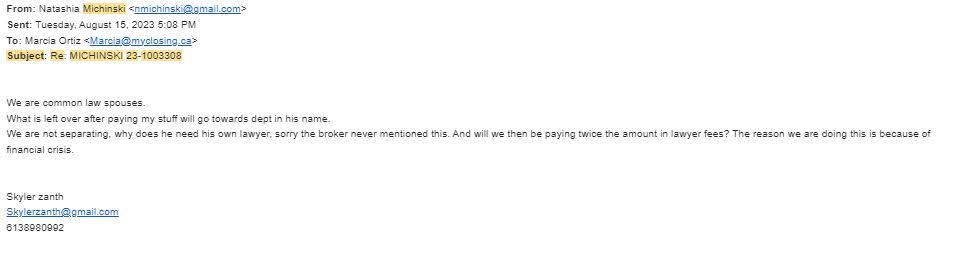 From: Natashia Michinski <nmichinski@gmail.com>
Sent: Tuesday, August 15, 2023 5:08 PM
To: Marcia Ortiz <Marcia@myclosing.ca>
Subject: Re: MICHINSKI 23-1003308
We are common law spouses.
What is left over after paying my stuff will go towards dept in his name.
We are not separating, why does he need his own lawyer, sorry the broker never mentioned this. And will we then be paying twice the amount in lawyer fees? The reason we are doing this is because of
financial crisis.
Skyler zanth
Skylerzanth@gmail.com
6138980992